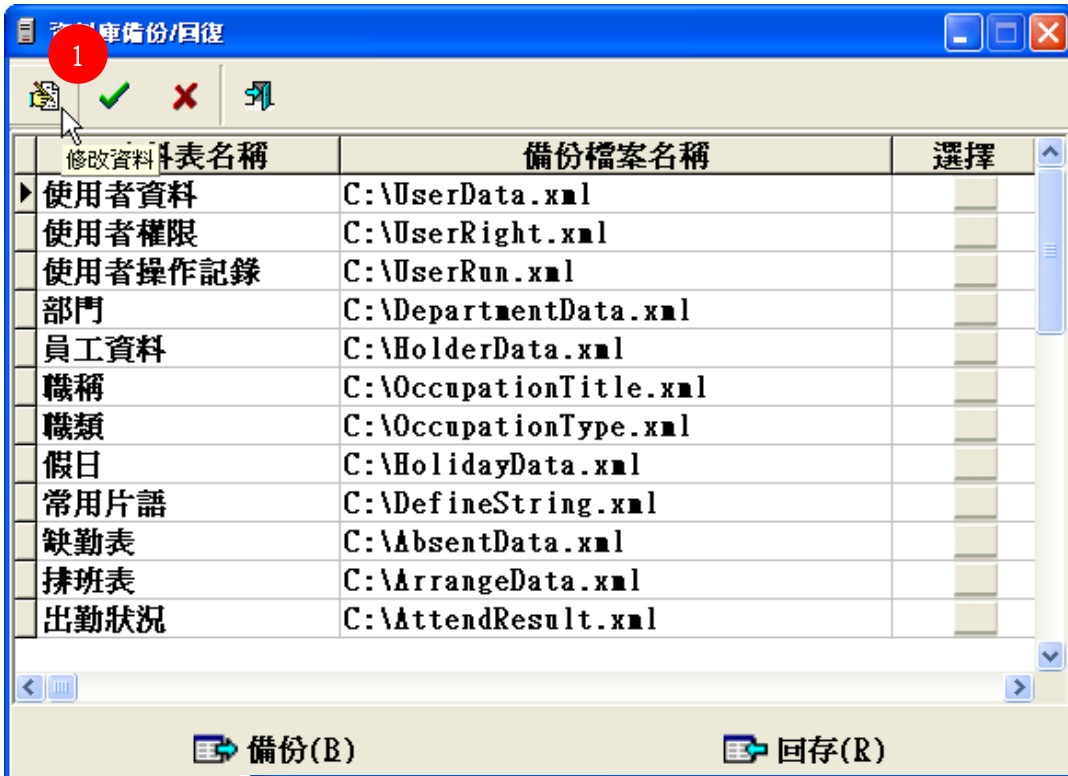 資料庫備份/回復
1
修改資料
料表名稱 備份檔案名稱 選擇
使用者資料 C:\UserData.xml
使用者權限 C:\UserRight.xml
使用者操作記錄 C:\UserRun.xml
部門 C:\DepartmentData.xml
員工資料 C:\HolderData.xml
職稱 C:\OccupationTitle.xml
職類 C:\OccupationType.xml
假日 C:\HolidayData.xml
常用片語 C:\DefineString.xml
缺勤表 C:\AbsentData.xml
排班表 C:\ArrangeData.xml
出勤狀況 C:\AttendResult.xml
備份(B) 回存(R)